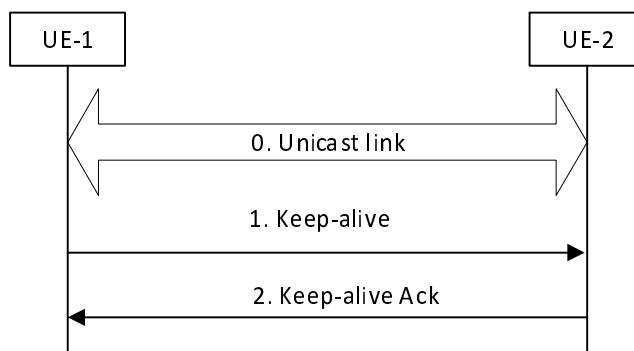 UE-1
UE-2
0. Unicast link
1. Keep-alive
2. Keep-alive Ack